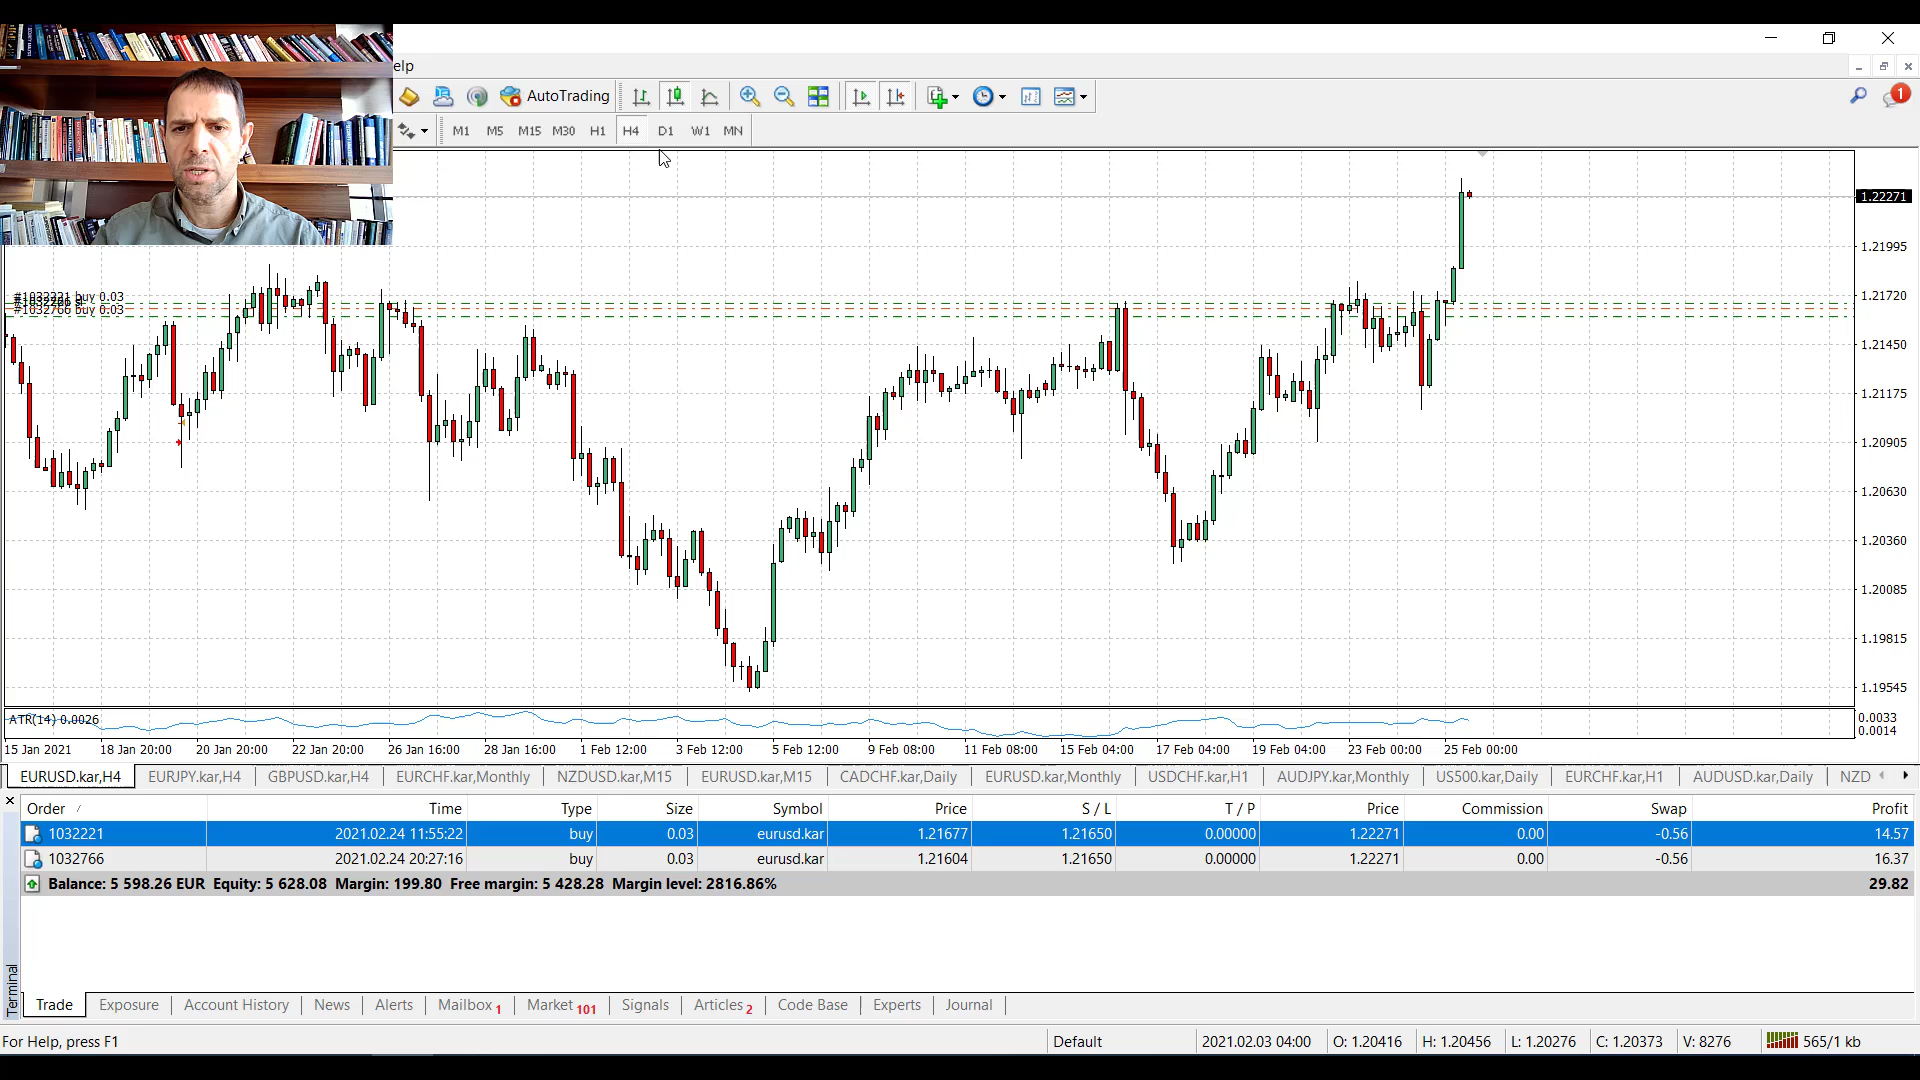 elp
AutoTrading
1
M1 M5 M15 M30 H1 H4 D1 W1 MN
1.22271
1.21995
1.21720
1.21450
1.21175
1.20905
1.20630
1.20360
1.20085
1.19815
1.19545
#1032221 buy 0.03
#1032766 buy 0.03
ATR(14) 0.0026
0.0033
0.0014
15 Jan 2021 18 Jan 20:00 20 Jan 20:00 22 Jan 20:00 26 Jan 16:00 28 Jan 16:00 1 Feb 12:00 3 Feb 12:00 5 Feb 12:00 9 Feb 08:00 11 Feb 08:00 15 Feb 04:00 17 Feb 04:00 19 Feb 04:00 23 Feb 00:00 25 Feb 00:00
EURUSD.kar,H4 EURJPY.kar,H4 GBPUSD.kar,H4 EURCHF.kar,Monthly NZDUSD.kar,M15 EURUSD.kar,M15 CADCHF.kar,Daily EURUSD.kar,Monthly USDCHF.kar,H1 AUDJPY.kar,Monthly US500.kar,Daily EURCHF.kar,H1 AUDUSD.kar,Daily NZD
Order / Time Type Size Symbol Price S / L T / P Price Commission Swap Profit
1032221 2021.02.24 11:55:22 buy 0.03 eurusd.kar 1.21677 1.21650 0.00000 1.22271 0.00 -0.56 14.57
1032766 2021.02.24 20:27:16 buy 0.03 eurusd.kar 1.21604 1.21650 0.00000 1.22271 0.00 -0.56 16.37
Balance: 5 598.26 EUR Equity: 5 628.08 Margin: 199.80 Free margin: 5 428.28 Margin level: 2816.86% 29.82
Terminal
Trade Exposure Account History News Alerts Mailbox 1 Market 101 Signals Articles 2 Code Base Experts Journal
For Help, press F1 Default 2021.02.03 04:00 O: 1.20416 H: 1.20456 L: 1.20276 C: 1.20373 V: 8276 565/1 kb